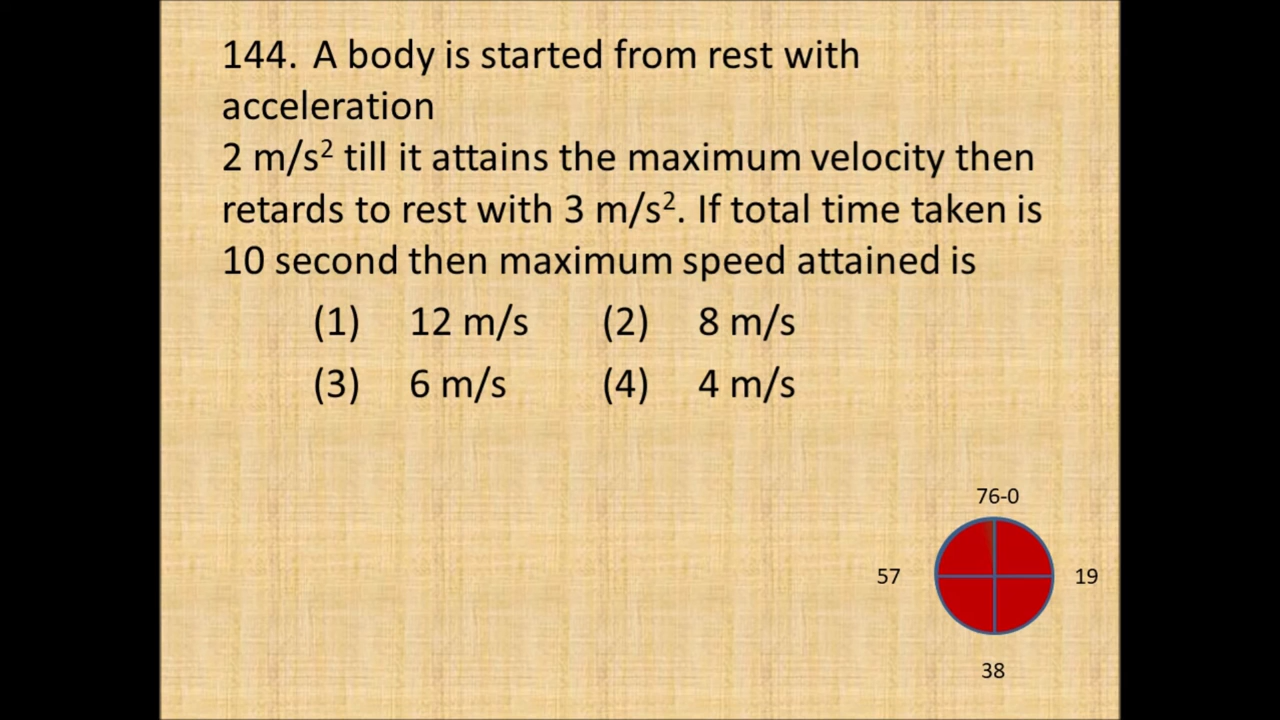 144. A body is started from rest with
acceleration
2 m/s² till it attains the maximum velocity then
retards to rest with 3 m/s². If total time taken is
10 second then maximum speed attained is
(1) 12 m/s (2) 8 m/s
(3) 6 m/s (4) 4 m/s
76-0
57 19
38